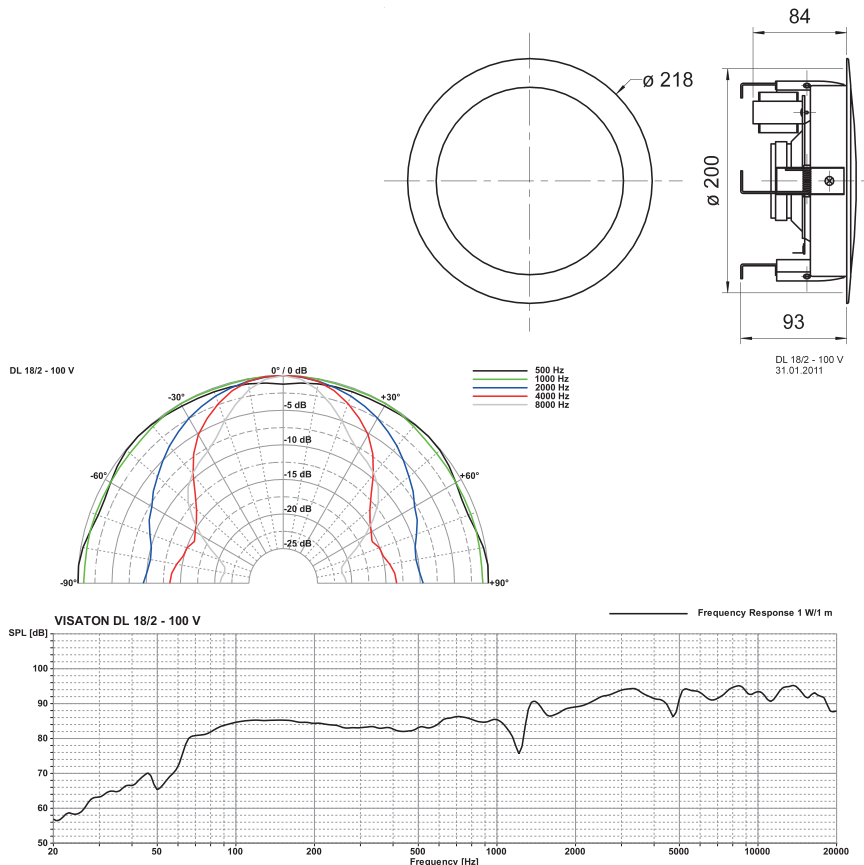 84
ø 218
ø 200
93
DL 18/2 - 100 V
31.01.2011
DL 18/2 - 100 V
0° / 0 dB
-30°
+30°
-60°
+60°
-90°
+90°
-5 dB
-10 dB
-15 dB
-20 dB
-25 dB
500 Hz
1000 Hz
2000 Hz
4000 Hz
8000 Hz
VISATON DL 18/2 - 100 V
Frequency Response 1 W/1 m
SPL [dB]
100
90
80
70
60
50
20 50 100 200 500 1000 2000 5000 10000 20000
Frequency [Hz]